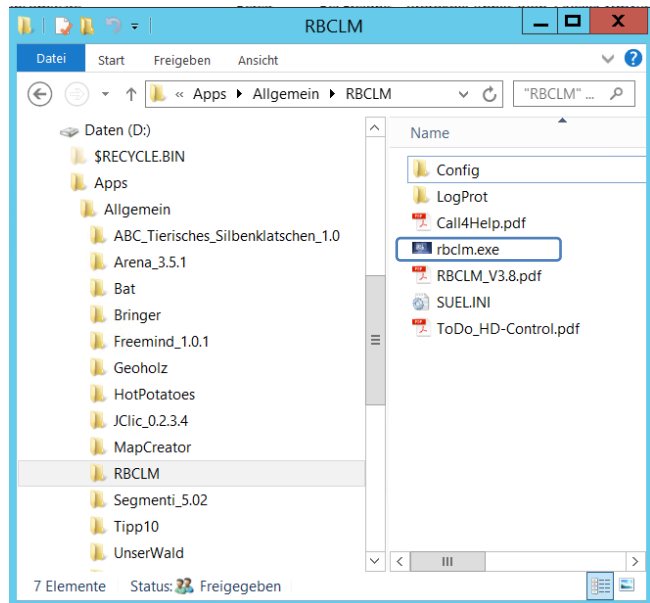 RBCLM
Datei Start Freigeben Ansicht
« Apps Allgemein RBCLM "RBCLM" ...
Daten (D:)
$RECYCLE.BIN
Apps
Allgemein
ABC_Tierisches_Silbenklatschen_1.0
Arena_3.5.1
Bat
Bringer
Freemind_1.0.1
Geoholz
HotPotatoes
JClic_0.2.3.4
MapCreator
RBCLM
Segmenti_5.02
Tipp10
UnserWald
Name
Config
LogProt
Call4Help.pdf
rbclm.exe
RBCLM_V3.8.pdf
SUEL.INI
ToDo_HD-Control.pdf
7 Elemente Status: Freigegeben